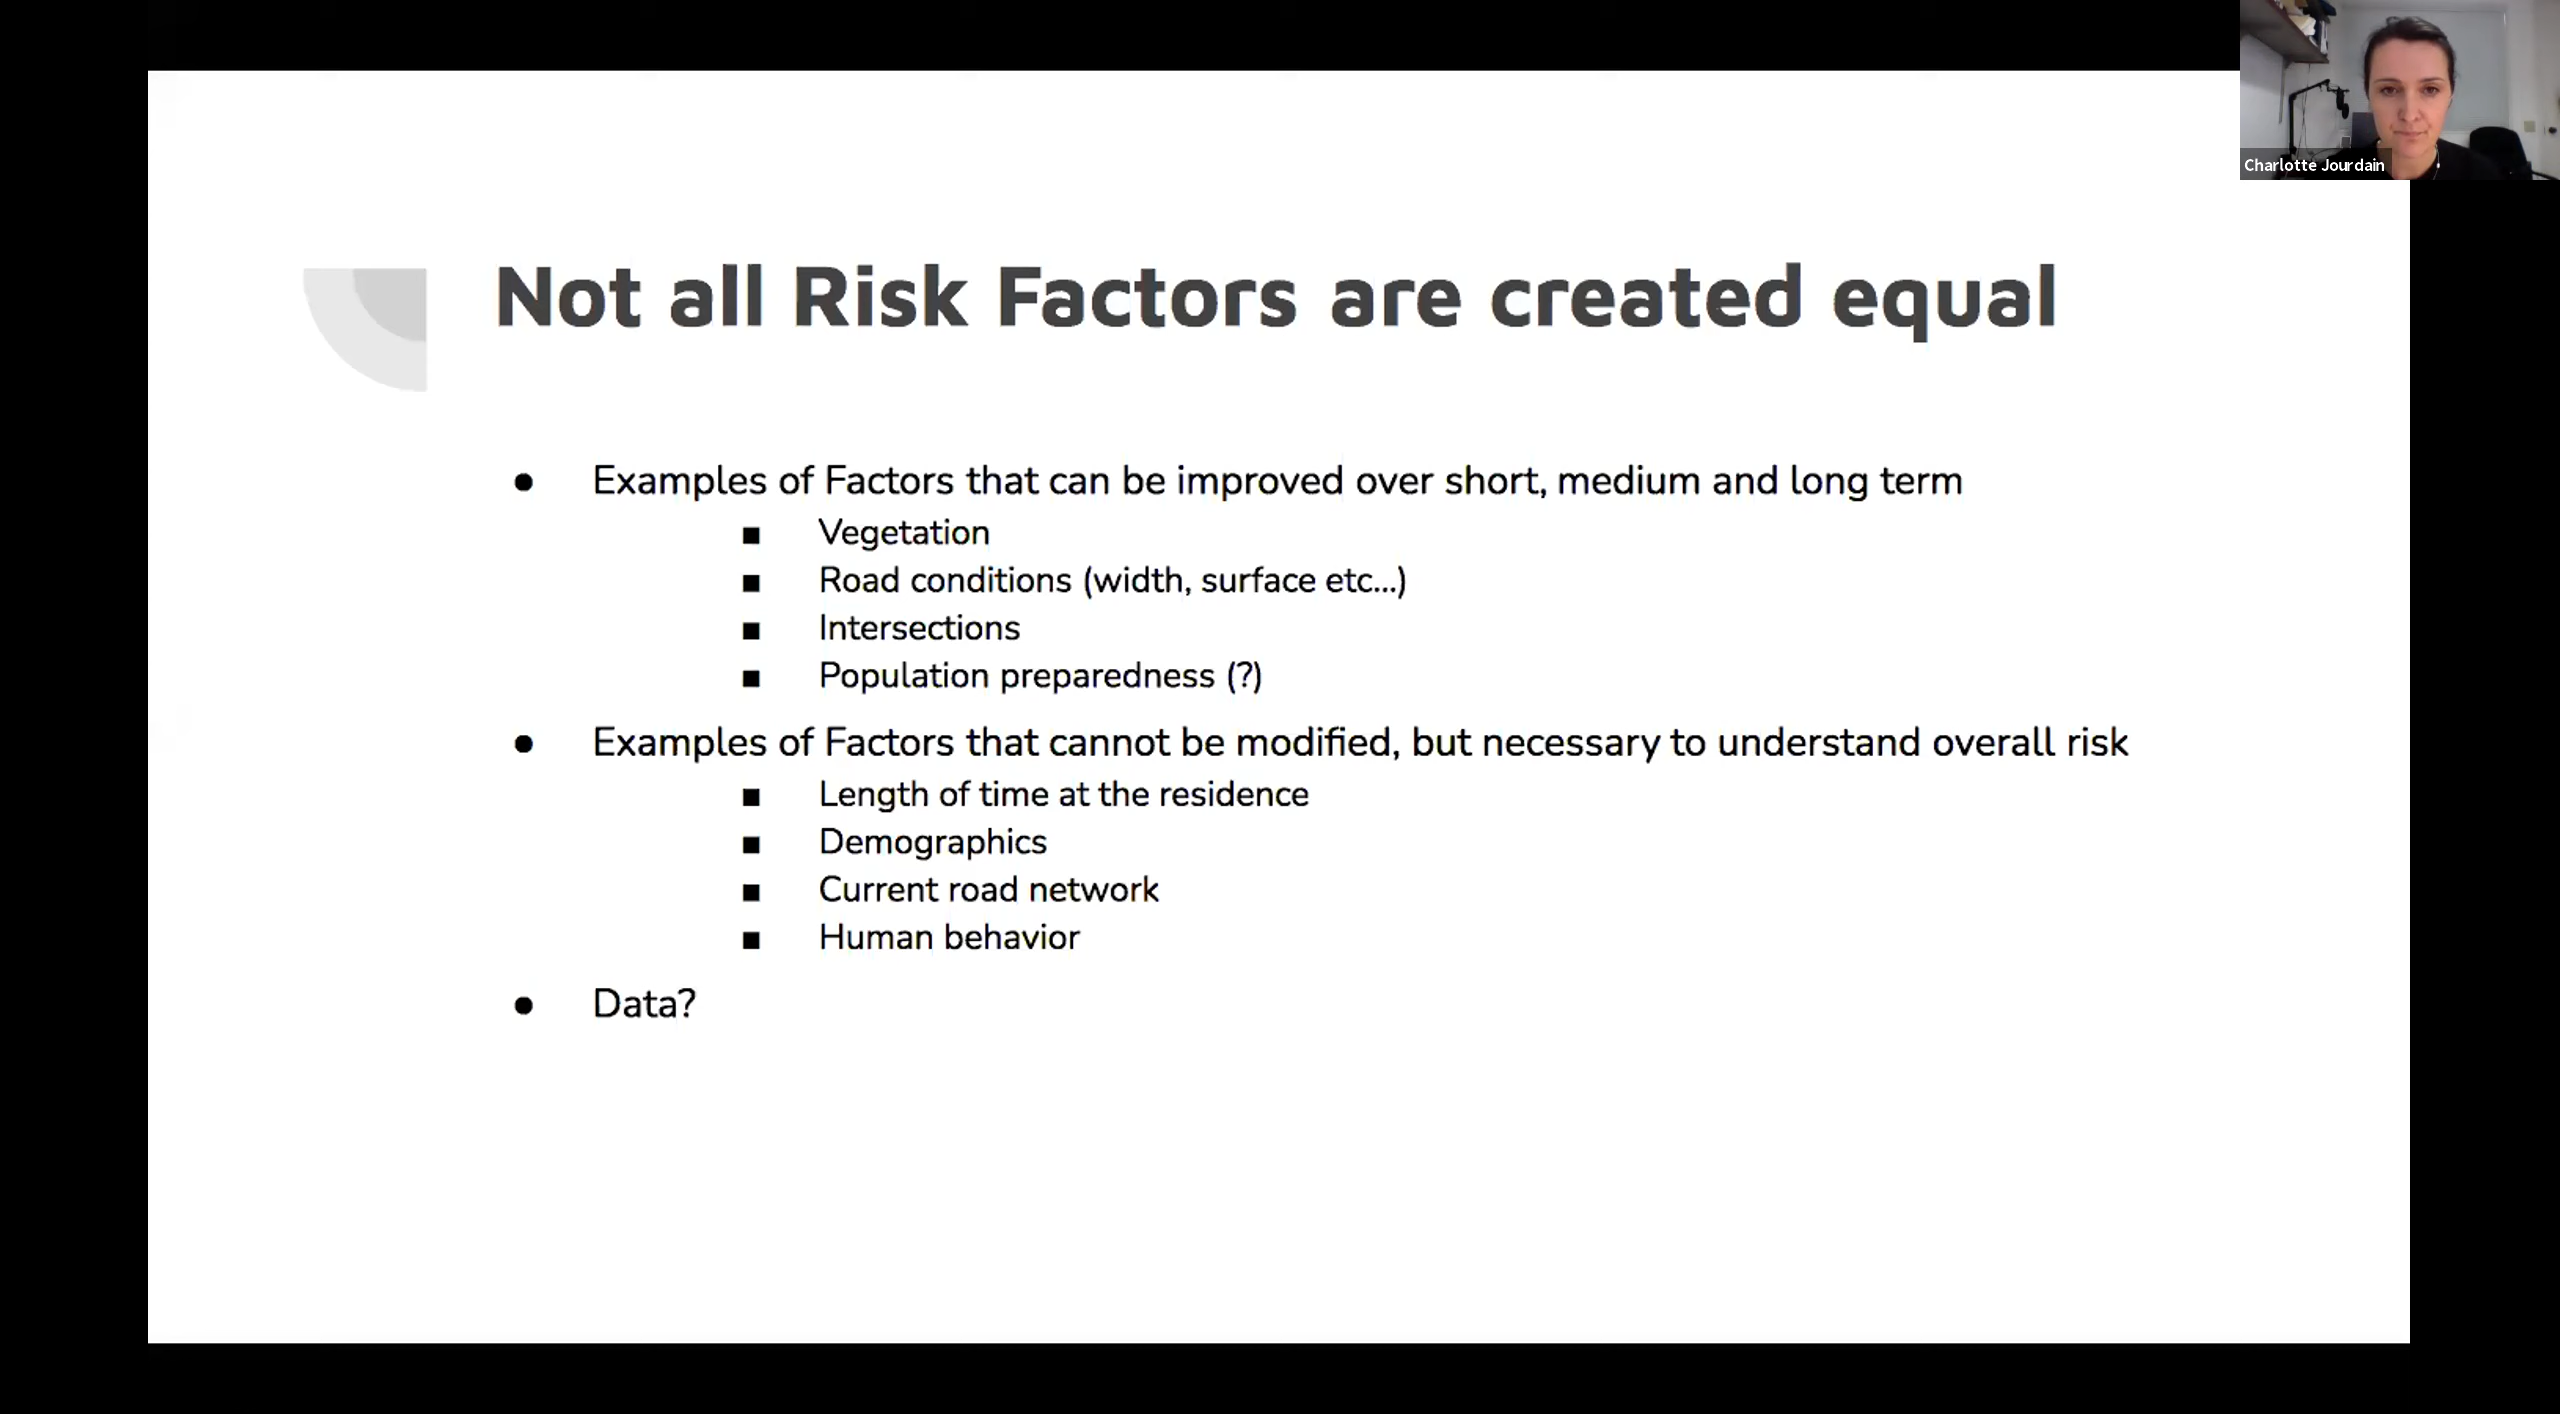 Charlotte Jourdain
Not all Risk Factors are created equal
● Examples of Factors that can be improved over short, medium and long term
■ Vegetation
■ Road conditions (width, surface etc...)
■ Intersections
■ Population preparedness (?)
● Examples of Factors that cannot be modified, but necessary to understand overall risk
■ Length of time at the residence
■ Demographics
■ Current road network
■ Human behavior
● Data?